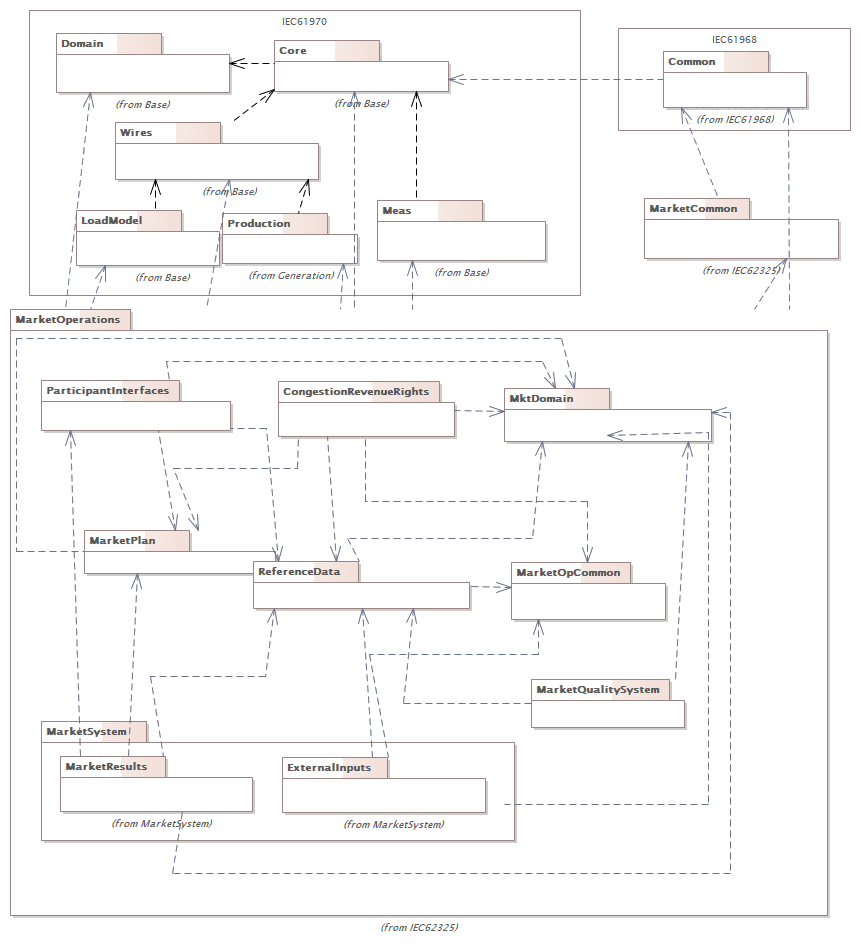 IEC61970
IEC61968
Domain
Core
Common
(from Base)
(from Base)
(from IEC61968)
Wires
(from Base)
MarketCommon
LoadModel
Production
Meas
(from Base)
(from Generation)
(from Base)
(from IEC62325)
MarketOperations
ParticipantInterfaces
CongestionRevenueRights
MktDomain
MarketPlan
ReferenceData
MarketOpCommon
MarketQualitySystem
MarketSystem
MarketResults
ExternalInputs
(from MarketSystem)
(from MarketSystem)
(from IEC62325)